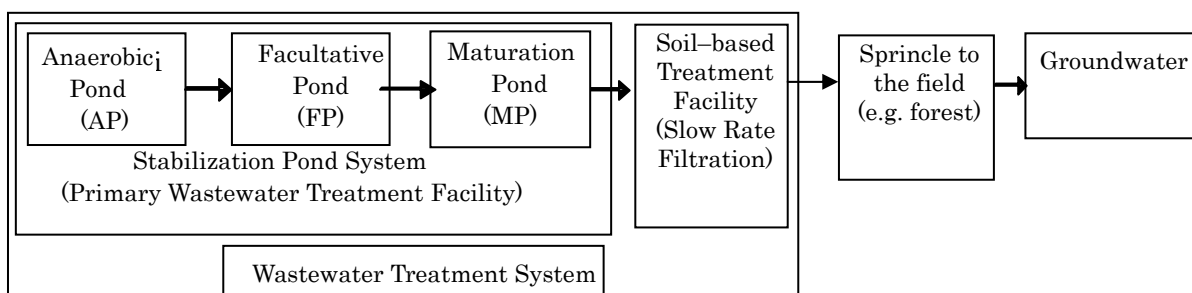 Anaerobic¡
Pond
(AP)
Facultative
Pond
(FP)
Maturation
Pond
(MP)
Stabilization Pond System
(Primary Wastewater Treatment Facility)
Soil–based
Treatment
Facility
(Slow Rate
Filtration)
Sprincle to
the field
(e.g. forest)
Groundwater
Wastewater Treatment System